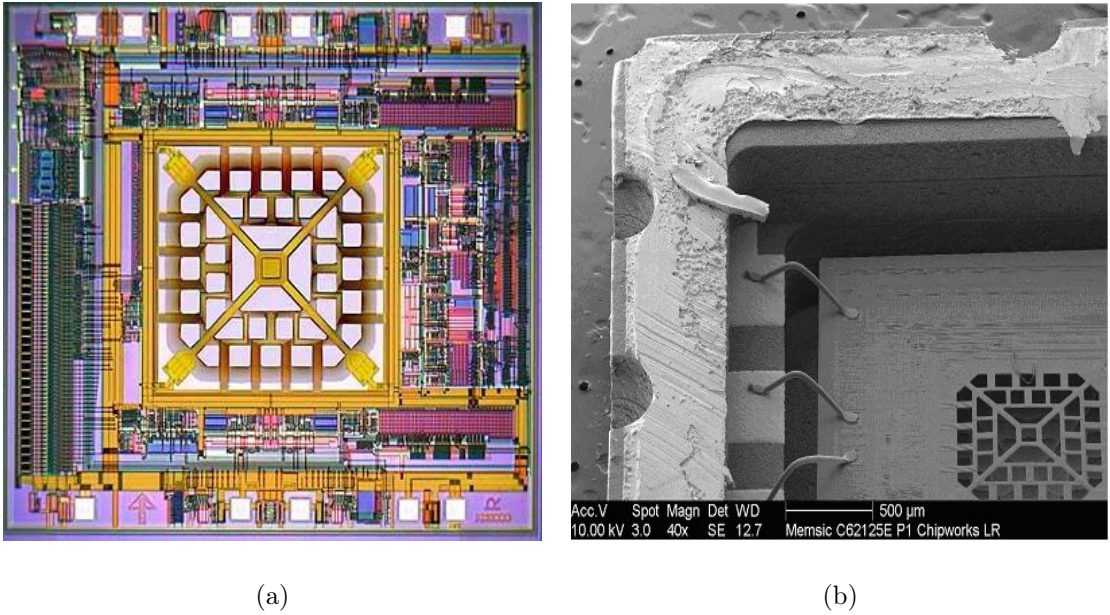 Acc.V Spot Magn Det WD 500 µm
10.00 kV 3.0 40x SE 12.7 Memsic C62125E P1 Chipworks LR
(a) (b)